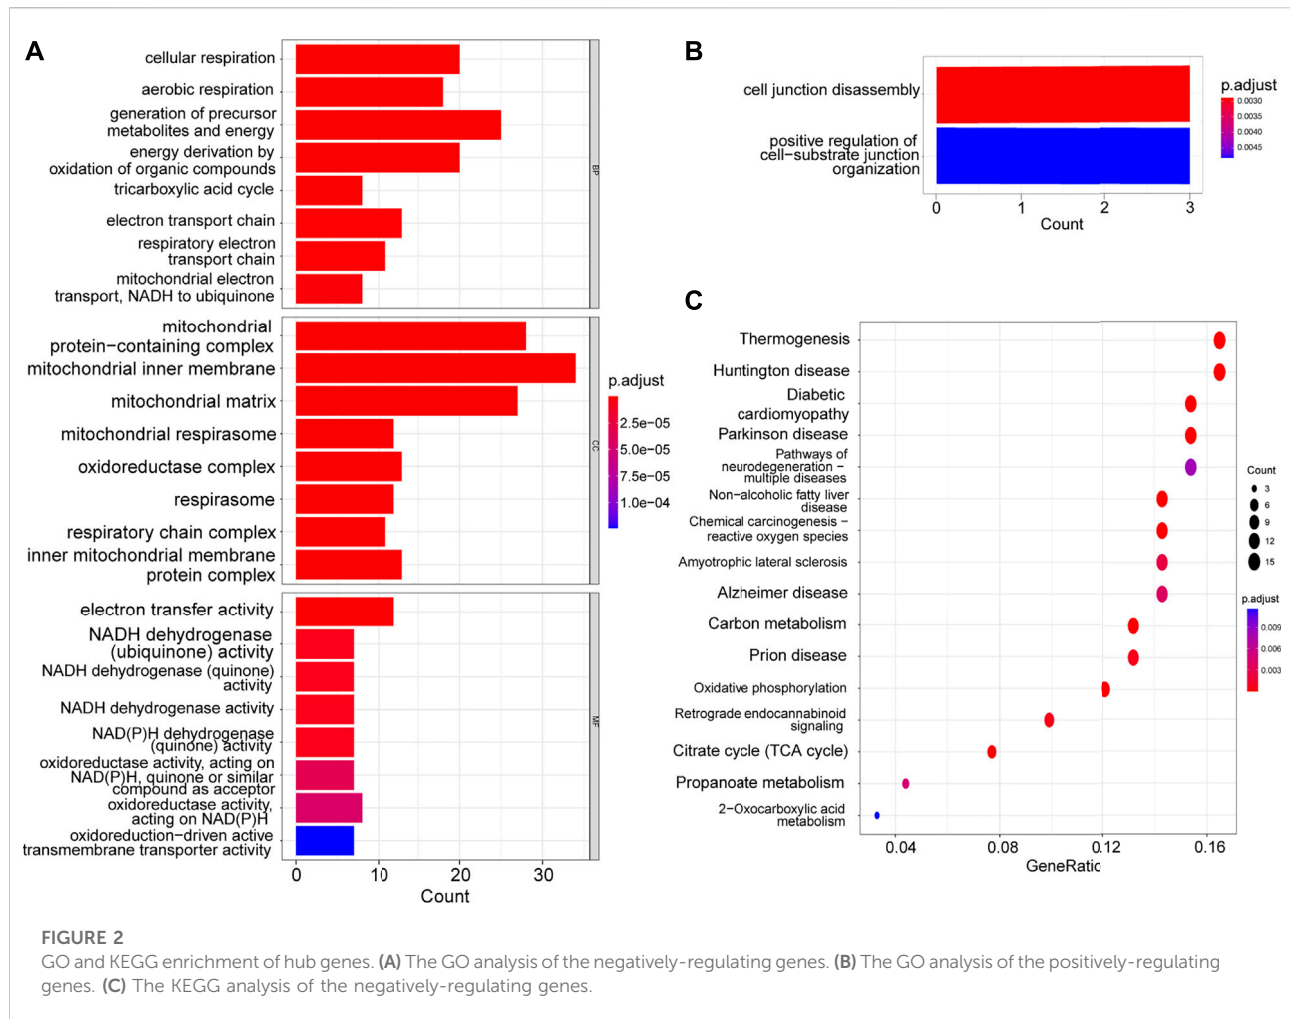 A
cellular respiration
aerobic respiration
generation of precursor
metabolites and energy
energy derivation by
oxidation of organic compounds
tricarboxylic acid cycle
electron transport chain
respiratory electron
transport chain
mitochondrial electron
transport, NADH to ubiquinone
BP
mitochondrial
protein-containing complex
mitochondrial inner membrane
mitochondrial matrix
mitochondrial respirasome
oxidoreductase complex
respirasome
respiratory chain complex
inner mitochondrial membrane
protein complex
CC
electron transfer activity
NADH dehydrogenase
(ubiquinone) activity
NADH dehydrogenase (quinone)
activity
NADH dehydrogenase activity
NAD(P)H dehydrogenase
(quinone) activity
oxidoreductase activity, acting on
NAD(P)H, quinone or similar
compound as acceptor
oxidoreductase activity,
acting on NAD(P)H
oxidoreduction-driven active
transmembrane transporter activity
MF
0 10 20 30
Count
p.adjust
2.5e-05
5.0e-05
7.5e-05
1.0e-04
B
cell junction disassembly
positive regulation of
cell-substrate junction
organization
0 1 2 3
Count
p.adjust
0.0030
0.0035
0.0040
0.0045
C
Thermogenesis
Huntington disease
Diabetic
cardiomyopathy
Parkinson disease
Pathways of
neurodegeneration -
multiple diseases
Non-alcoholic fatty liver
disease
Chemical carcinogenesis -
reactive oxygen species
Amyotrophic lateral sclerosis
Alzheimer disease
Carbon metabolism
Prion disease
Oxidative phosphorylation
Retrograde endocannabinoid
signaling
Citrate cycle (TCA cycle)
Propanoate metabolism
2-Oxocarboxylic acid
metabolism
0.04 0.08 0.12 0.16
GeneRatic
Count
3
6
9
12
15
p.adjust
0.009
0.006
0.003
FIGURE 2
GO and KEGG enrichment of hub genes. (A) The GO analysis of the negatively-regulating genes. (B) The GO analysis of the positively-regulating
genes. (C) The KEGG analysis of the negatively-regulating genes.